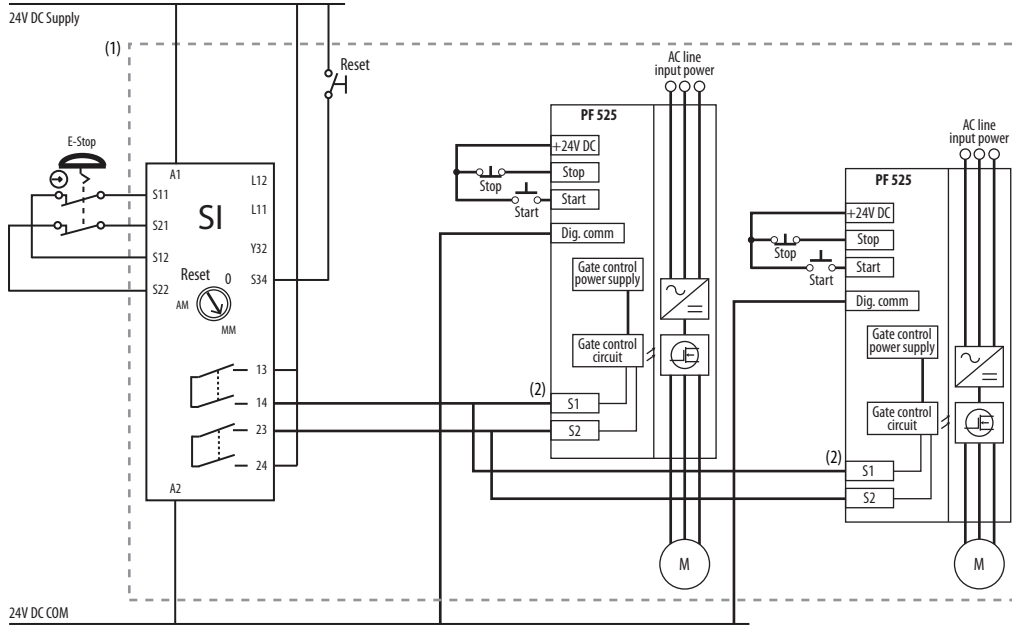 24V DC Supply
(1)
Reset
E-Stop
A1
S11
S21
S12
S22
SI
L12
L11
Y32
S34
Reset
0
AM
MM
13
14
23
24
A2
24V DC COM
AC line
input power
PF 525
+24V DC
Stop
Start
Stop
Start
Dig. comm
Gate control
power supply
Gate control
circuit
(2)
S1
S2
M
AC line
input power
PF 525
+24V DC
Stop
Start
Stop
Start
Dig. comm
Gate control
power supply
Gate control
circuit
(2)
S1
S2
M